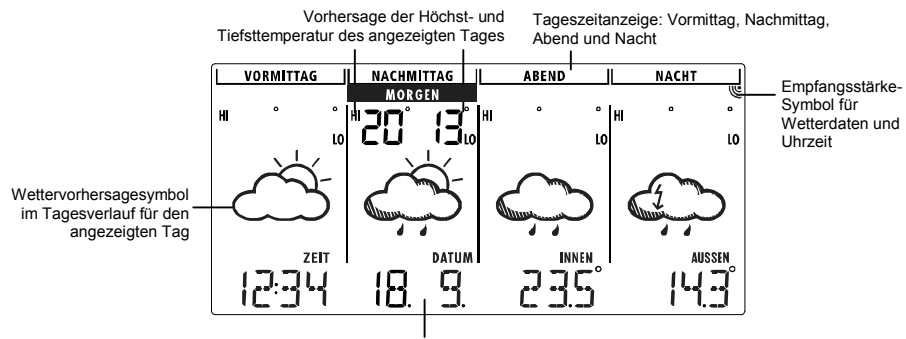 Vorhersage der Höchst- und
Tiefsttemperatur des angezeigten Tages
Tageszeitanzeige: Vormittag, Nachmittag,
Abend und Nacht
VORMITTAG NACHMITTAG ABEND NACHT
MORGEN
Empfangsstärke-
Symbol für
Wetterdaten und
Uhrzeit
HI ° ° LO HI 20° 13° LO HI ° ° LO HI ° ° LO
Wettervorhersagesymbol
im Tagesverlauf für den
angezeigten Tag
ZEIT DATUM INNEN AUSSEN
12:34 18. 9. 23.5° 14.3°